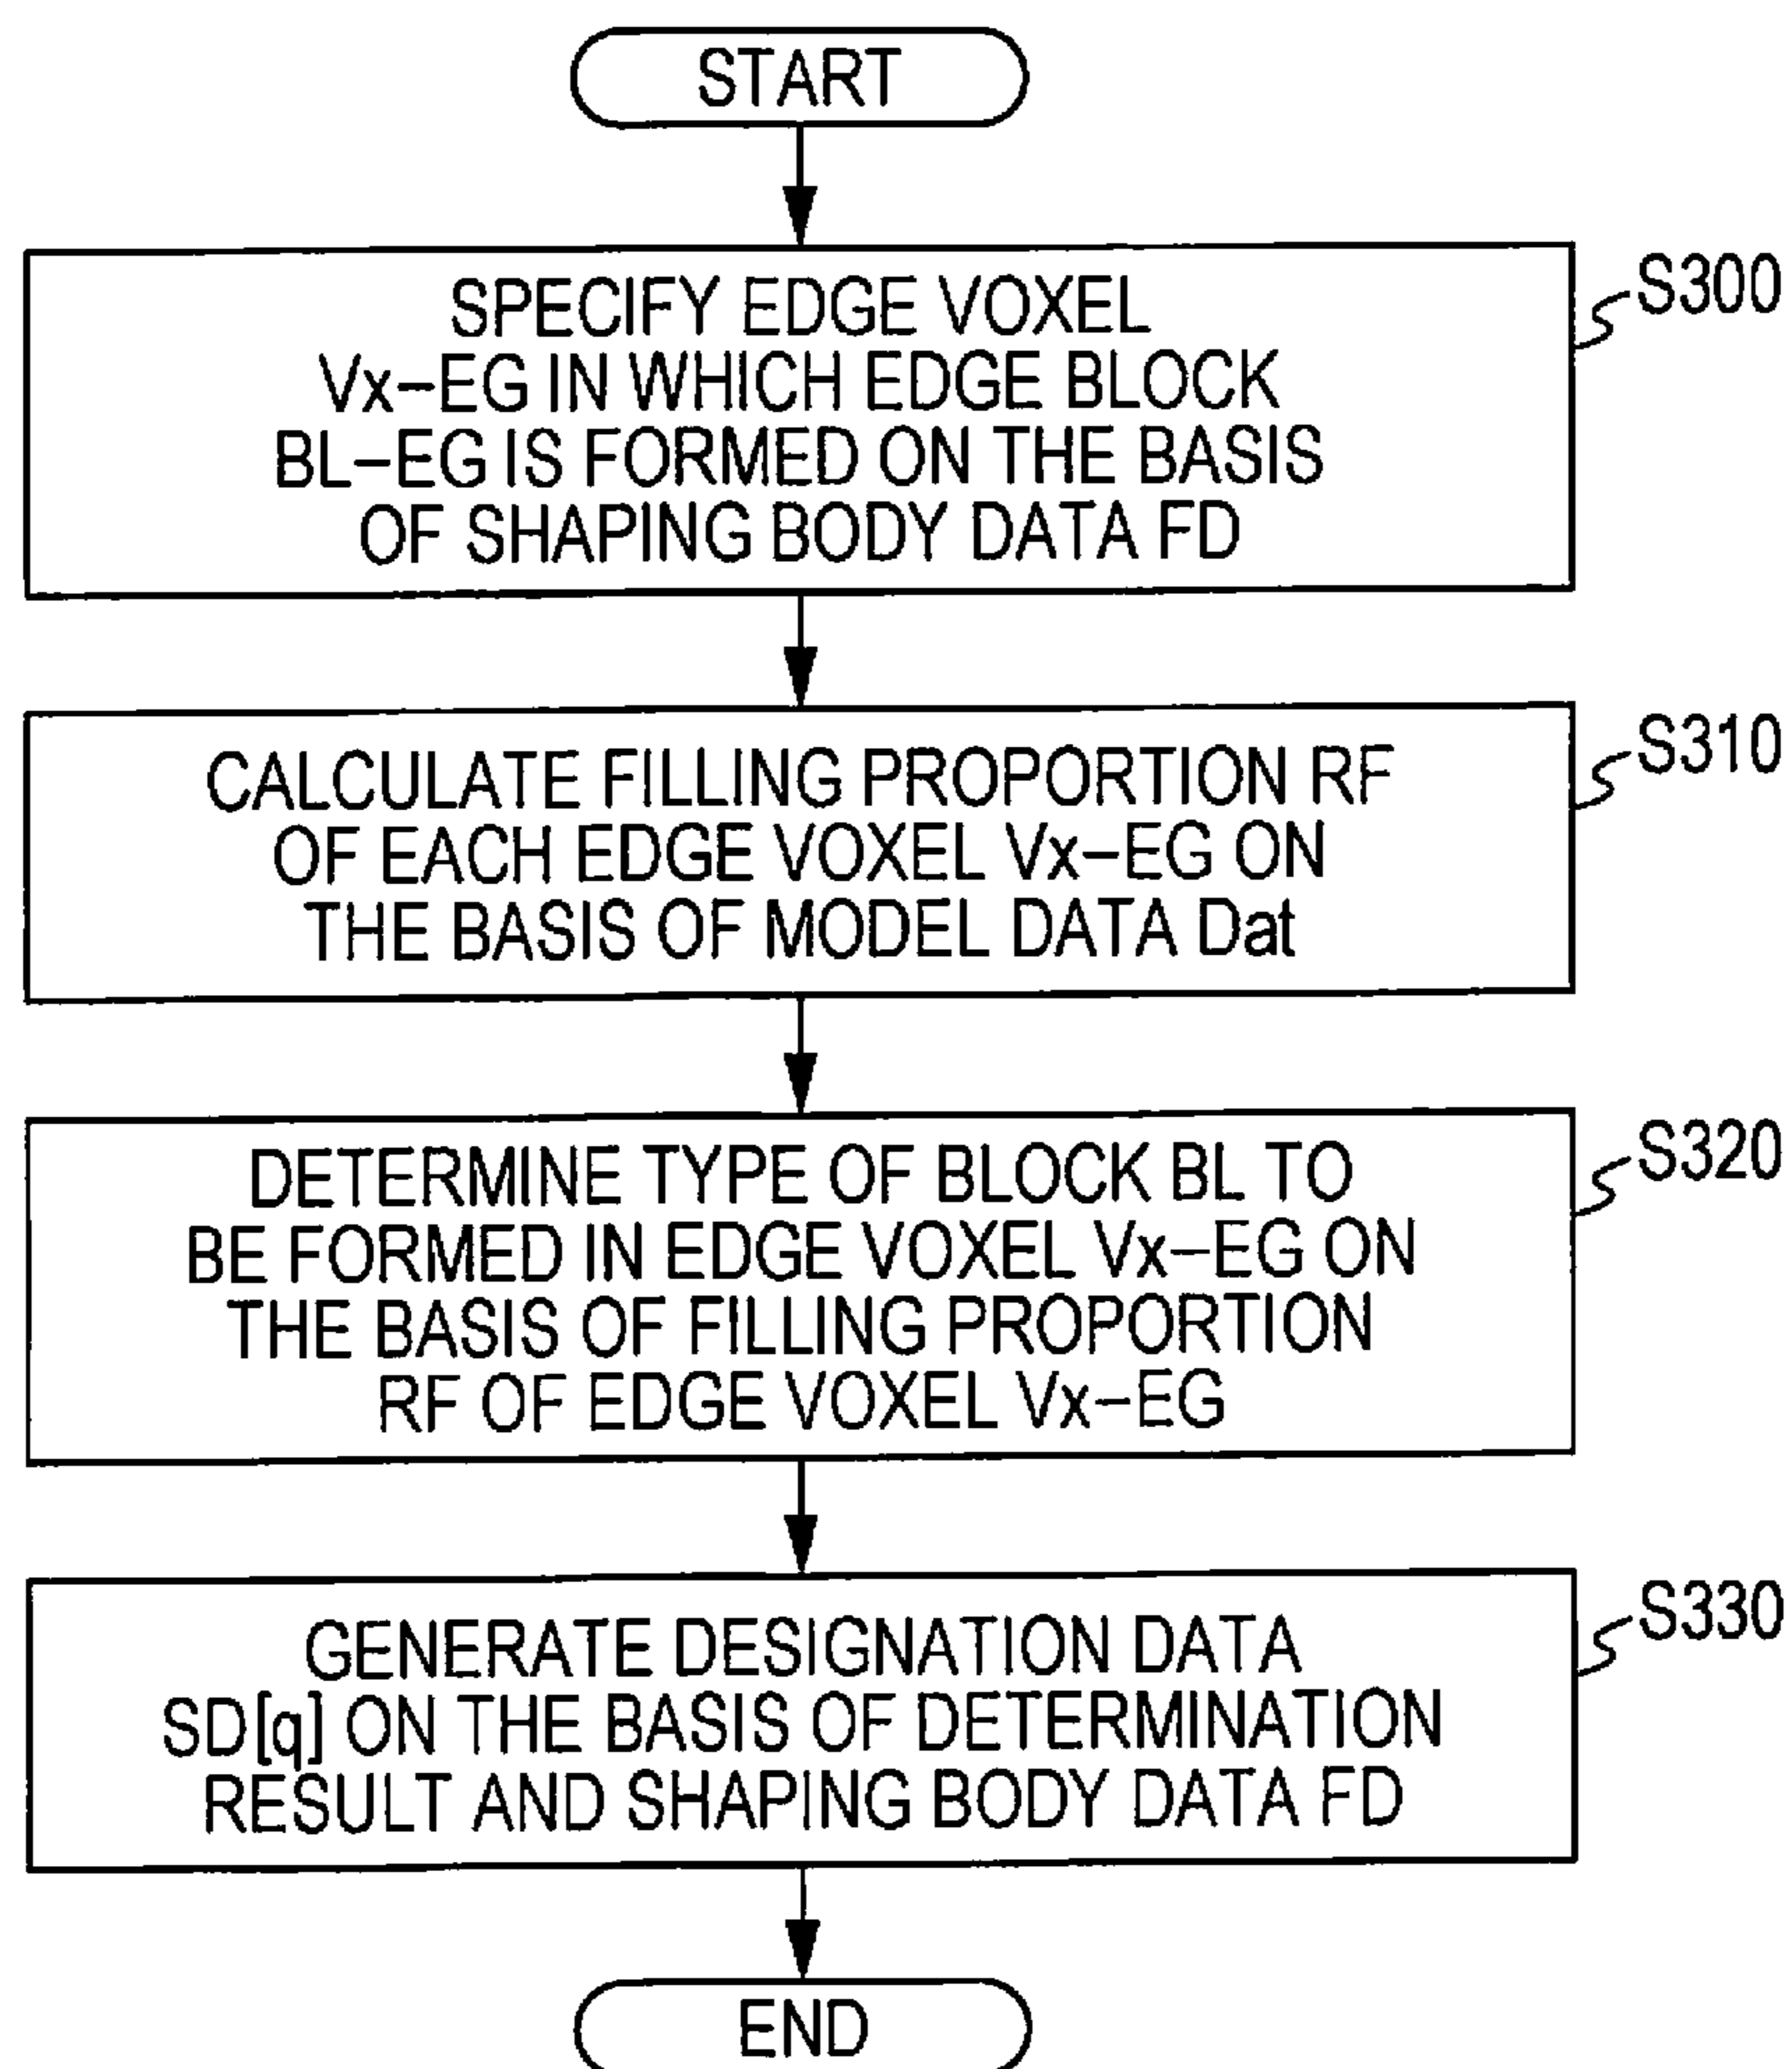 START
SPECIFY EDGE VOXEL
Vx-EG IN WHICH EDGE BLOCK
BL-EG IS FORMED ON THE BASIS
OF SHAPING BODY DATA FD
S300
CALCULATE FILLING PROPORTION RF
OF EACH EDGE VOXEL Vx-EG ON
THE BASIS OF MODEL DATA Dat
S310
DETERMINE TYPE OF BLOCK BL TO
BE FORMED IN EDGE VOXEL Vx-EG ON
THE BASIS OF FILLING PROPORTION
RF OF EDGE VOXEL Vx-EG
S320
GENERATE DESIGNATION DATA
SD[q] ON THE BASIS OF DETERMINATION
RESULT AND SHAPING BODY DATA FD
S330
END